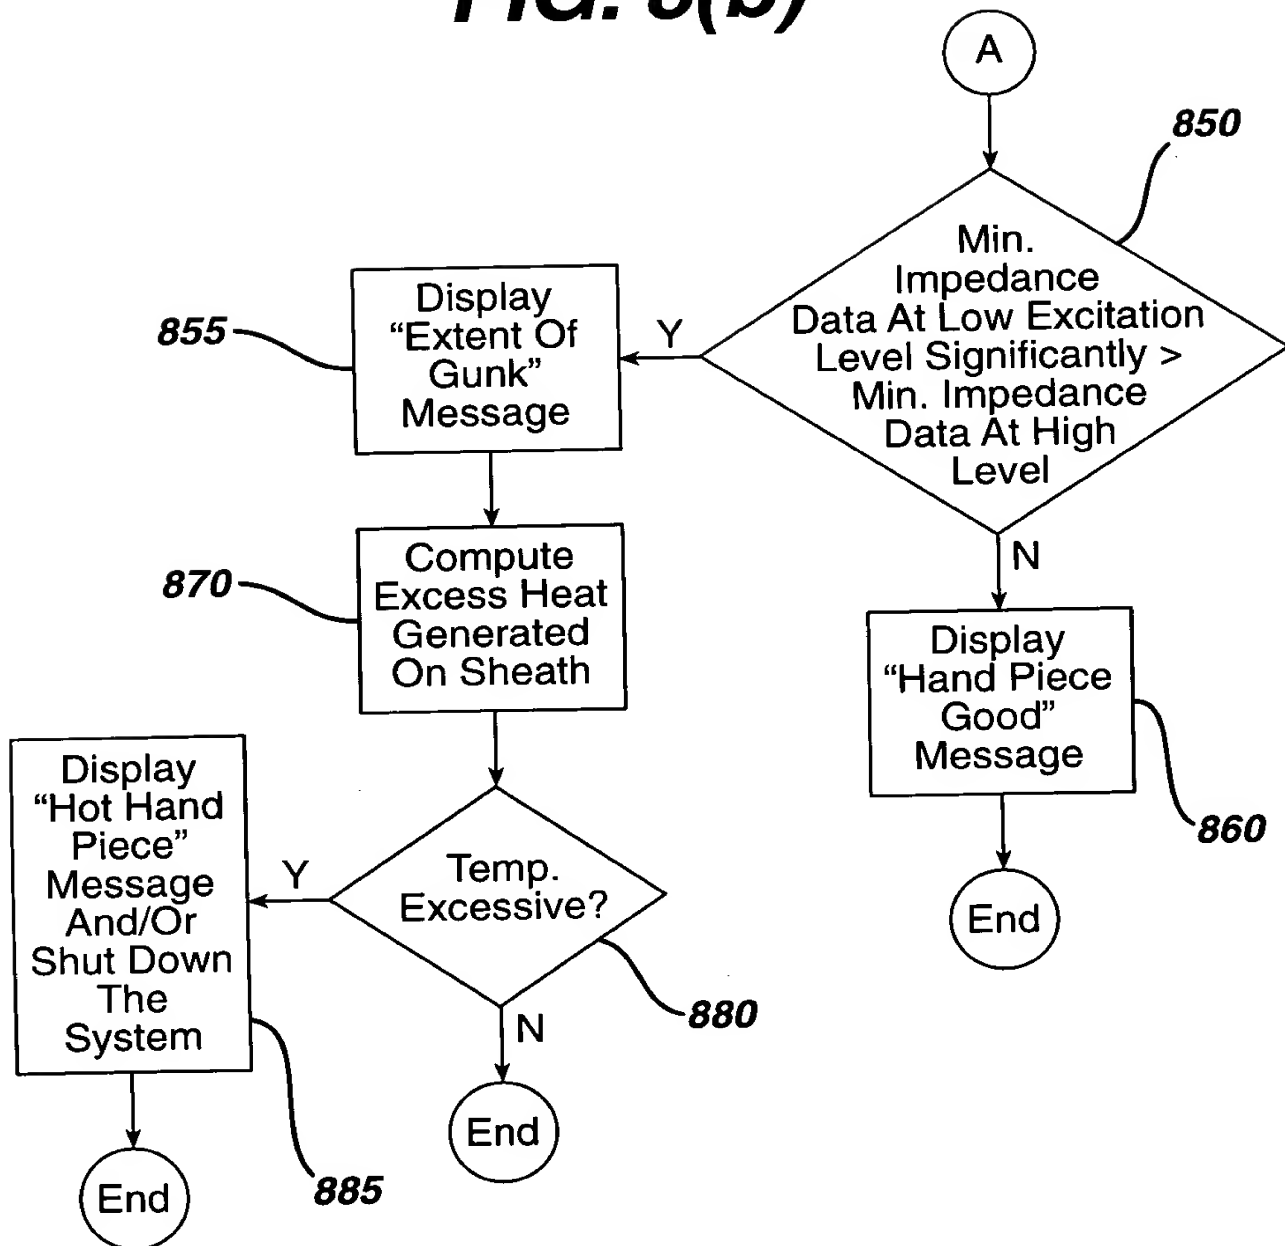 FIG. 8(b)
A
850
Min.
Impedance
Data At Low Excitation
Level Significantly >
Min. Impedance
Data At High
Level
Y
N
855
Display
“Extent Of
Gunk”
Message
870
Compute
Excess Heat
Generated
On Sheath
Display
“Hand Piece
Good”
Message
860
End
Temp.
Excessive?
880
Y
N
Display
“Hot Hand
Piece”
Message
And/Or
Shut Down
The
System
885
End
End